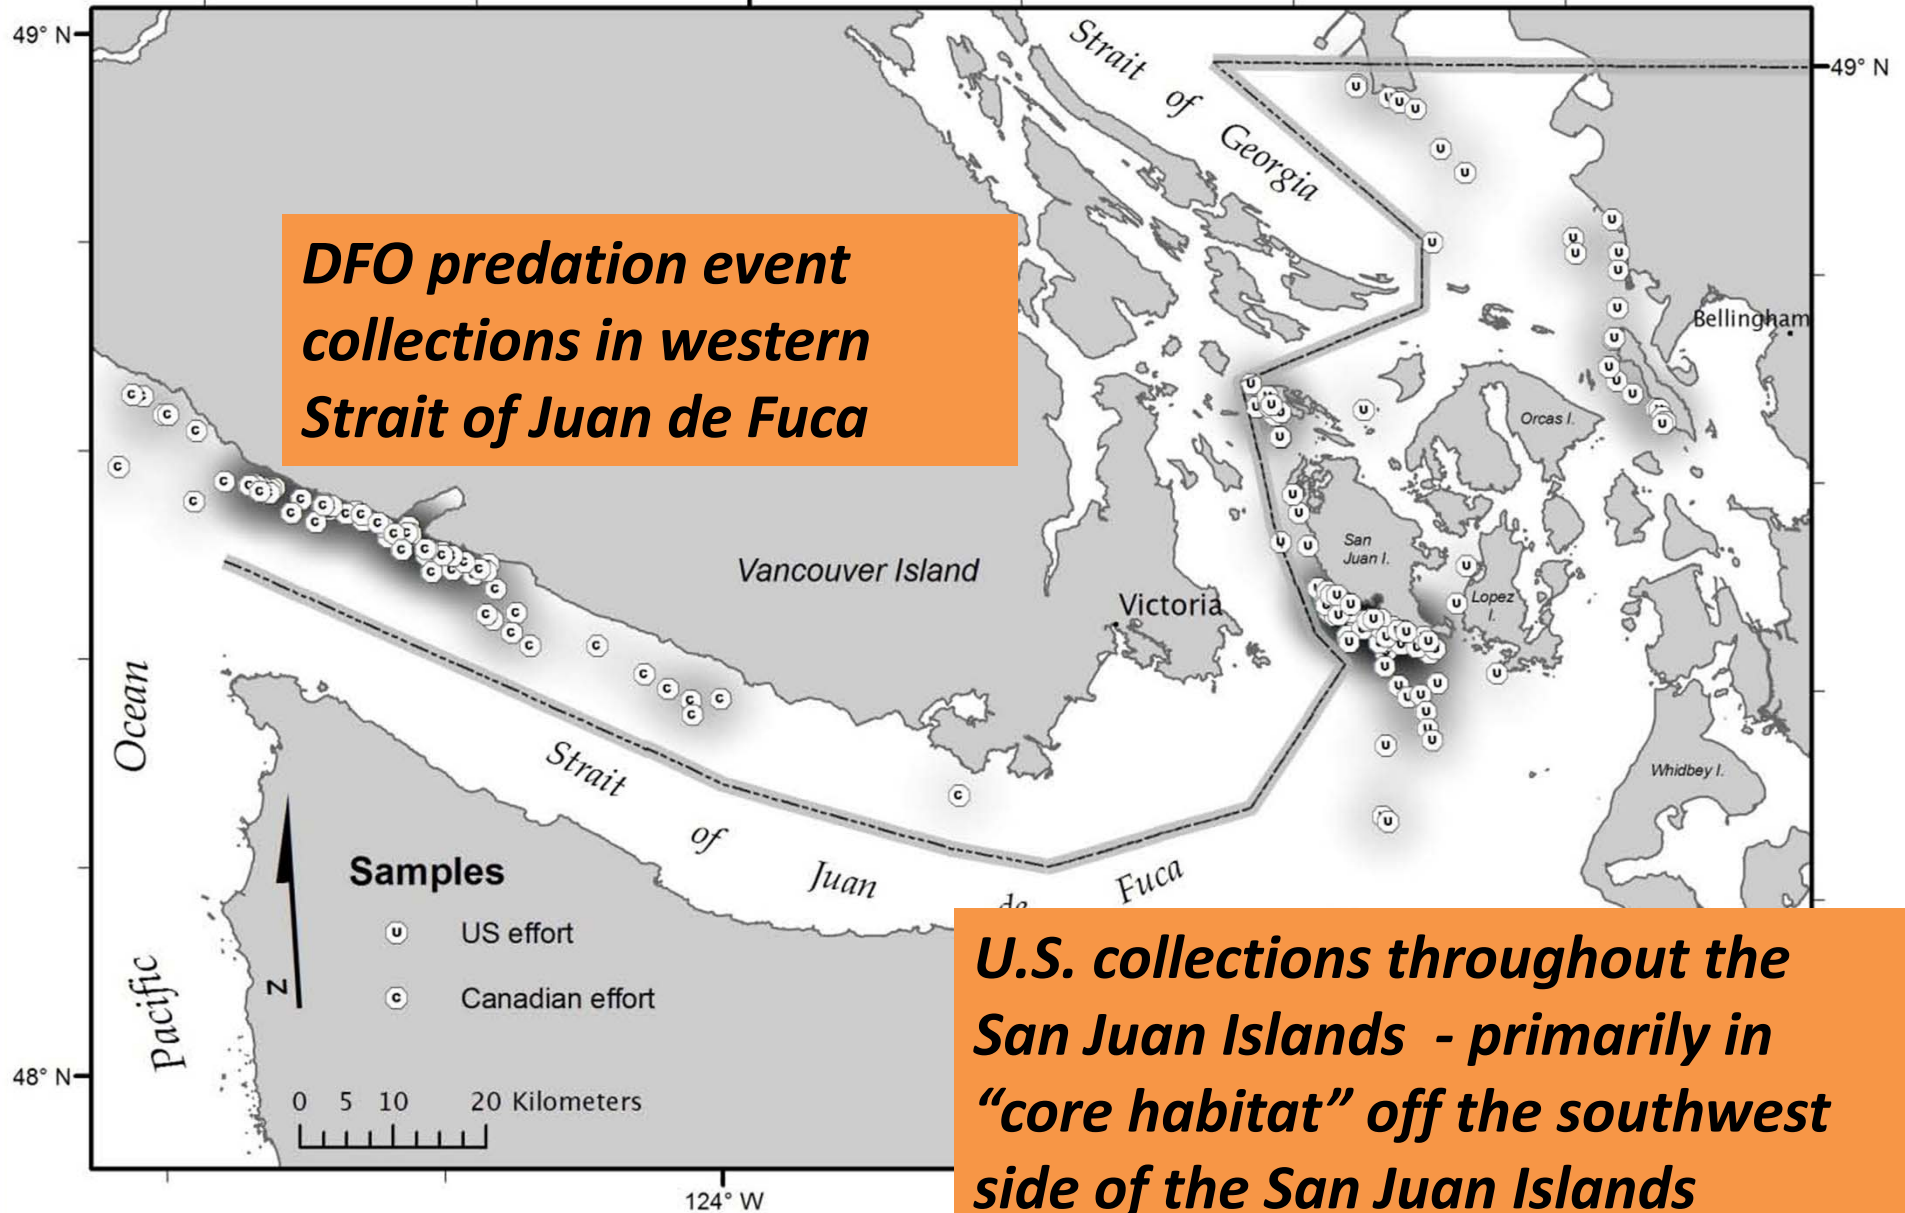 49° N
49° N
Strait
of
Georgia
DFO predation event
collections in western
Strait of Juan de Fuca
Bellingham
Orcas I.
San
Juan I.
Lopez
I.
Vancouver Island
Victoria
Whidbey I.
Pacific
Ocean
Strait
of
Juan
de
Fuca
Samples
U US effort
C Canadian effort
N
48° N
0 5 10 20 Kilometers
124° W
U.S. collections throughout the
San Juan Islands - primarily in
“core habitat” off the southwest
side of the San Juan Islands